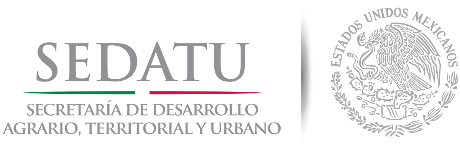 SEDATU
SECRETARÍA DE DESARROLLO
AGRARIO, TERRITORIAL Y URBANO
ESTADOS UNIDOS MEXICANOS